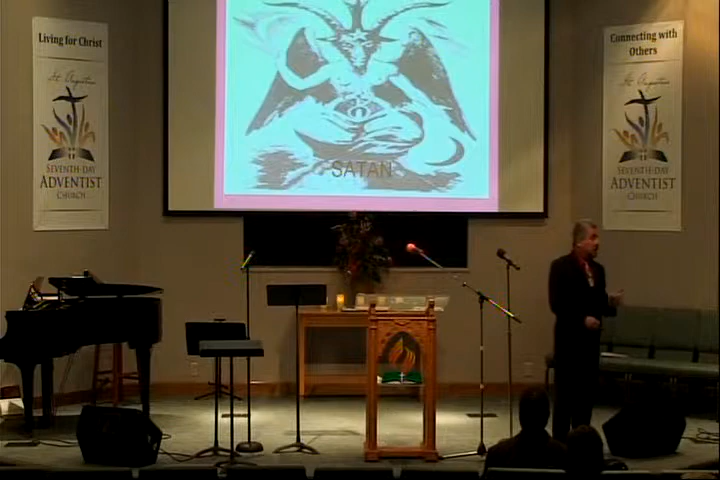 Living for Christ
St. Augustine
SEVENTH-DAY
ADVENTIST
CHURCH
SATAN
Connecting with
Others
St. Augustine
SEVENTH-DAY
ADVENTIST
CHURCH